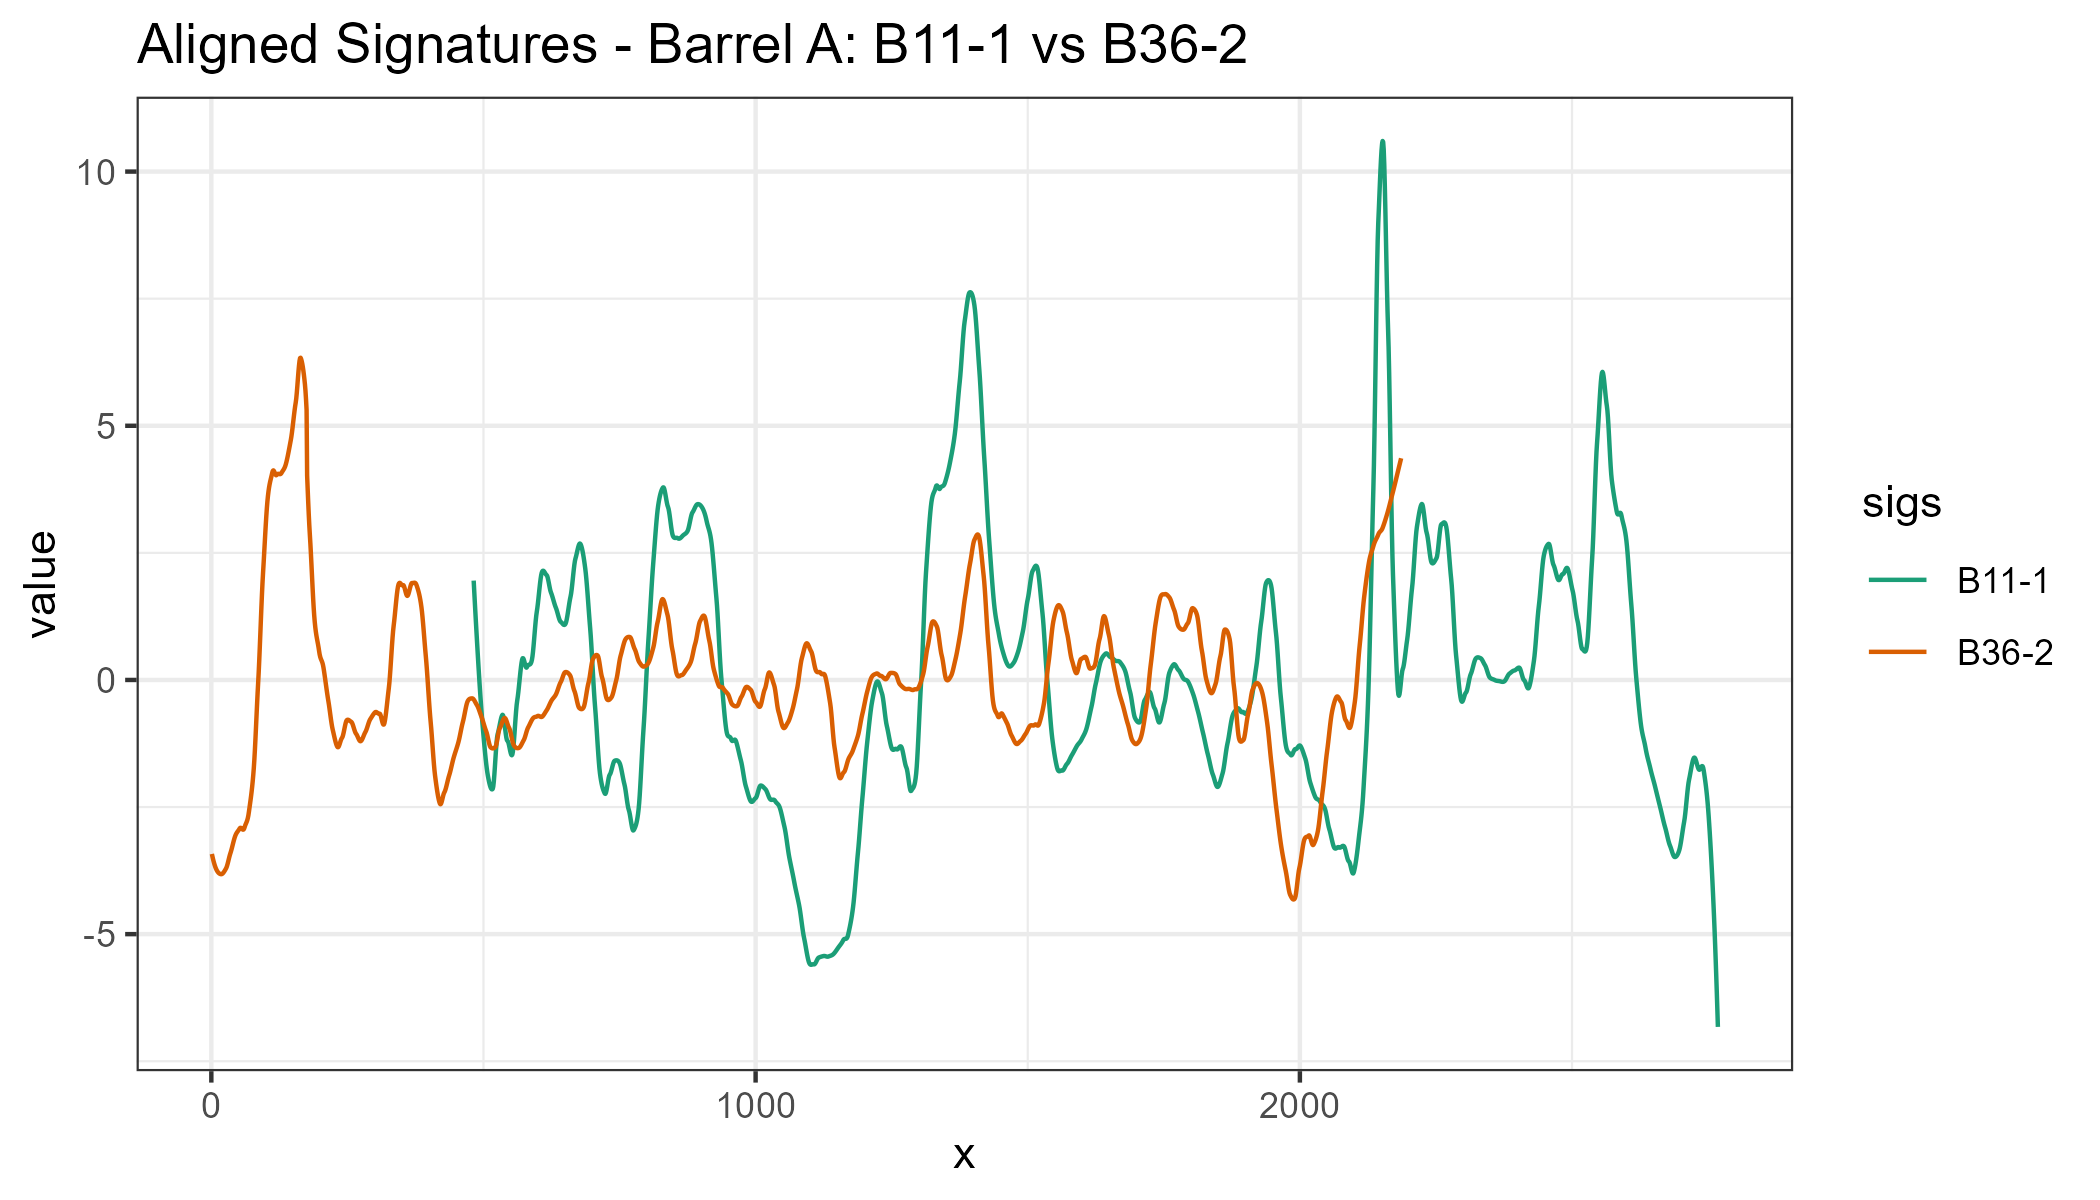 Aligned Signatures - Barrel A: B11-1 vs B36-2
10
5
0
-5
value
0 1000 2000
x
sigs
B11-1
B36-2